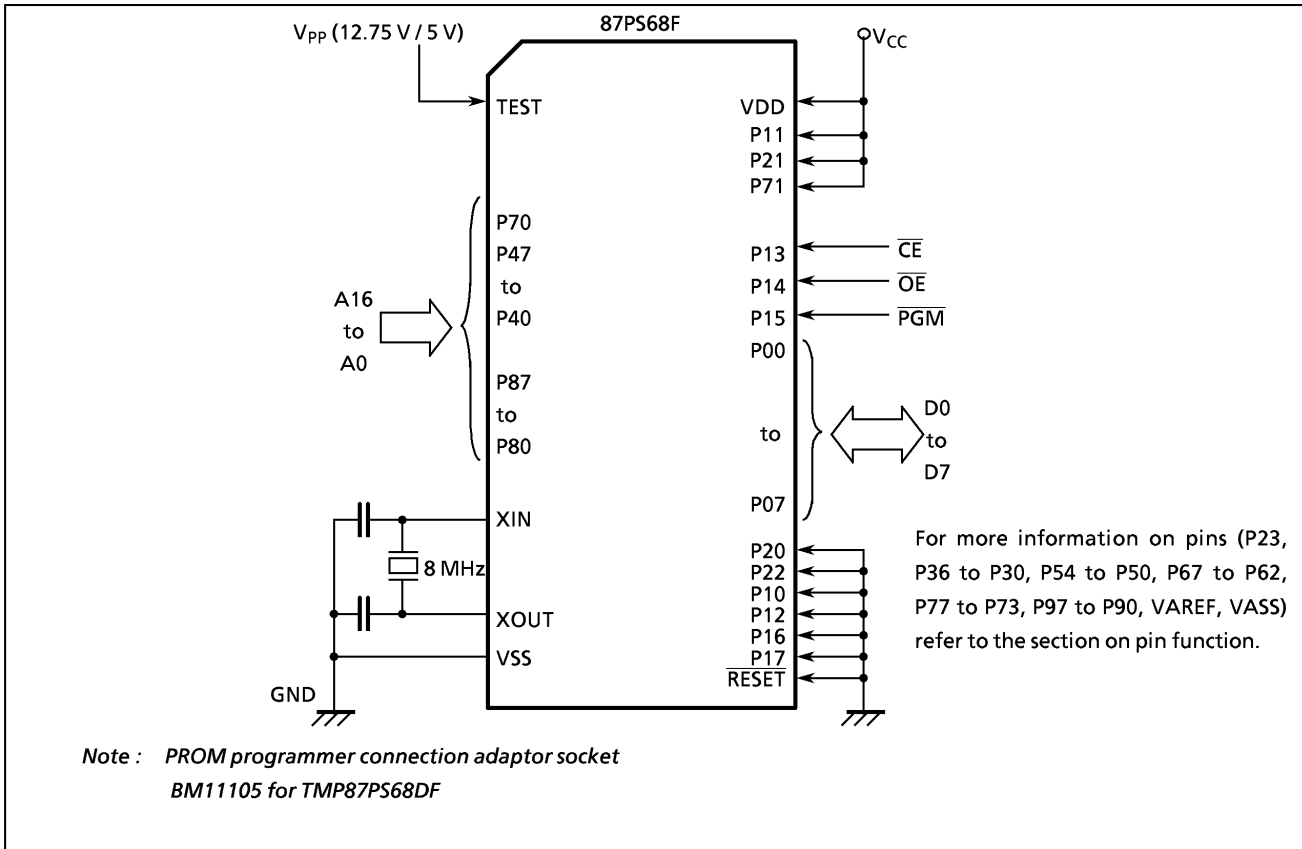 87PS68F
VPP (12.75 V / 5 V)
VCC
TEST
VDD
P11
P21
P71
P70
P47
to
P40
P87
to
P80
A16
to
A0
P13
P14
P15
CE
OE
PGM
P00
to
P07
D0
to
D7
XIN
8 MHz
XOUT
VSS
GND
P20
P22
P10
P12
P16
P17
RESET
For more information on pins (P23,
P36 to P30, P54 to P50, P67 to P62,
P77 to P73, P97 to P90, VAREF, VASS)
refer to the section on pin function.
Note : PROM programmer connection adaptor socket
BM11105 for TMP87PS68DF